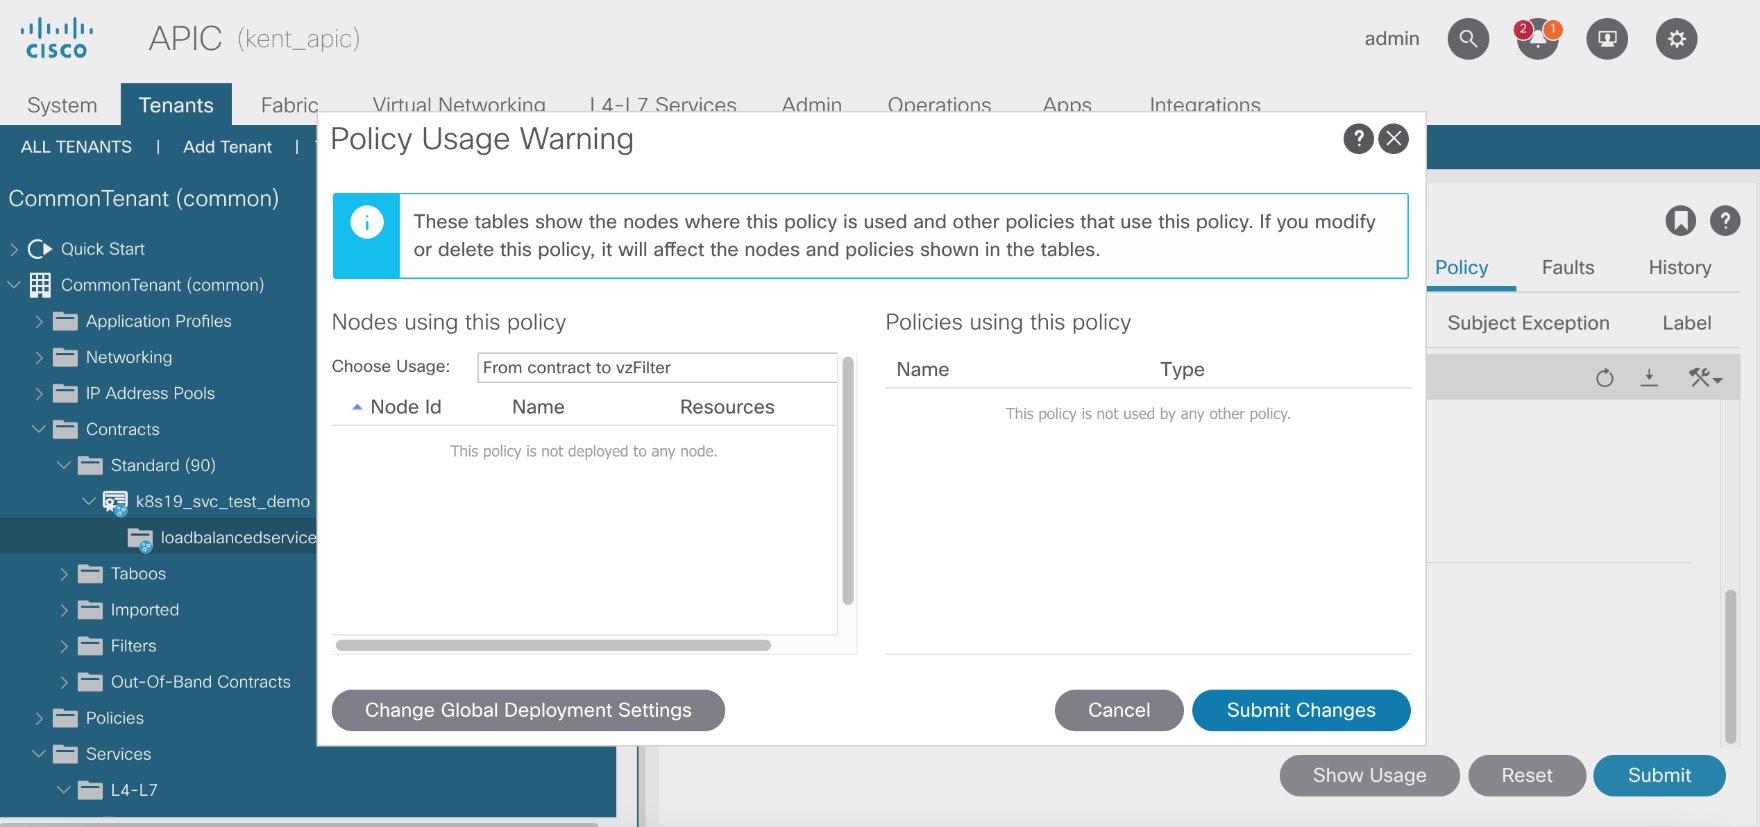 CISCO
APIC (kent_apic)
admin
2
1
System
Tenants
Fabric
Virtual Networking
L4-L7 Services
Admin
Operations
Apps
Integrations
ALL TENANTS | Add Tenant |
Policy Usage Warning
?
i
These tables show the nodes where this policy is used and other policies that use this policy. If you modify
or delete this policy, it will affect the nodes and policies shown in the tables.
Nodes using this policy
Choose Usage:
From contract to vzFilter
Node Id
Name
Resources
This policy is not deployed to any node.
Policies using this policy
Name
Type
This policy is not used by any other policy.
Change Global Deployment Settings
Cancel
Submit Changes
CommonTenant (common)
Quick Start
CommonTenant (common)
Application Profiles
Networking
IP Address Pools
Contracts
Standard (90)
k8s19_svc_test_demo
loadbalancedservice
Taboos
Imported
Filters
Out-Of-Band Contracts
Policies
Services
L4-L7
?
Policy
Faults
History
Subject Exception
Label
Show Usage
Reset
Submit